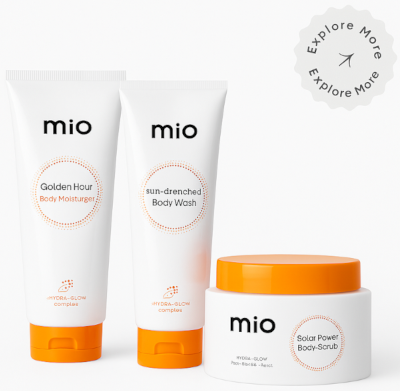 Explore More
Explore More
mio
Golden Hour
Body Moisturger
HYDRA-GLOW
complex
mio
sun-drenched
Body Wash
HYDRA-GLOW
complex
mio
Solar Power
Body-Scrub
HYDRA-GLOW